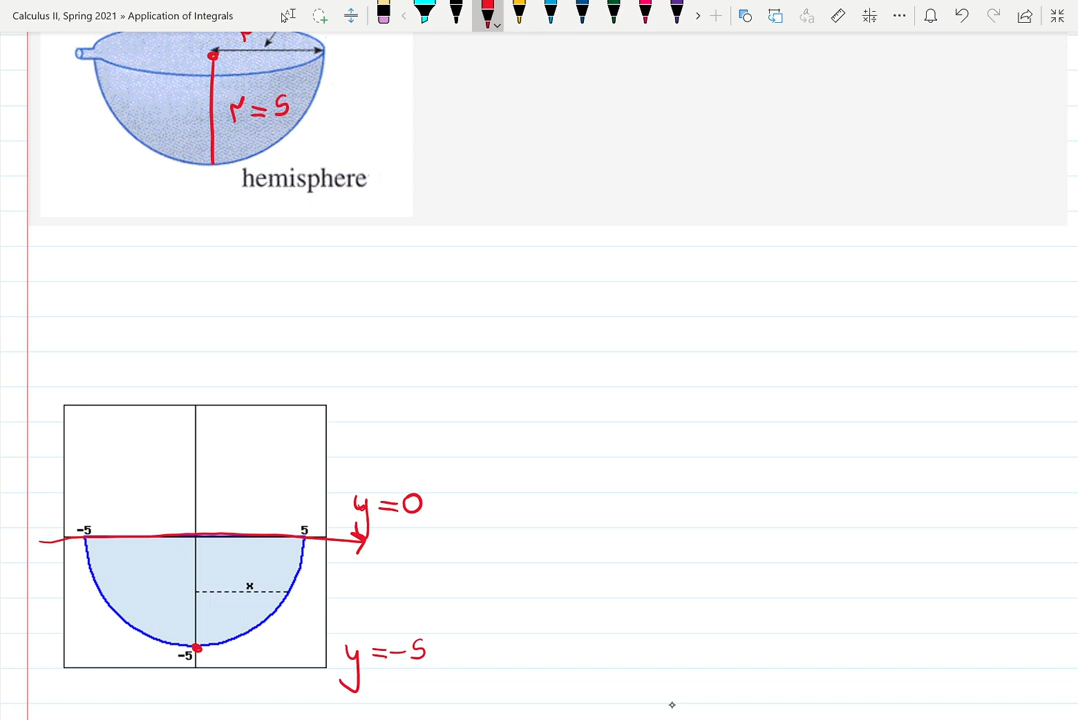 Calculus II, Spring 2021 » Application of Integrals
r
r = 5
hemisphere
y = 0
-5
5
x
-5
y = -5